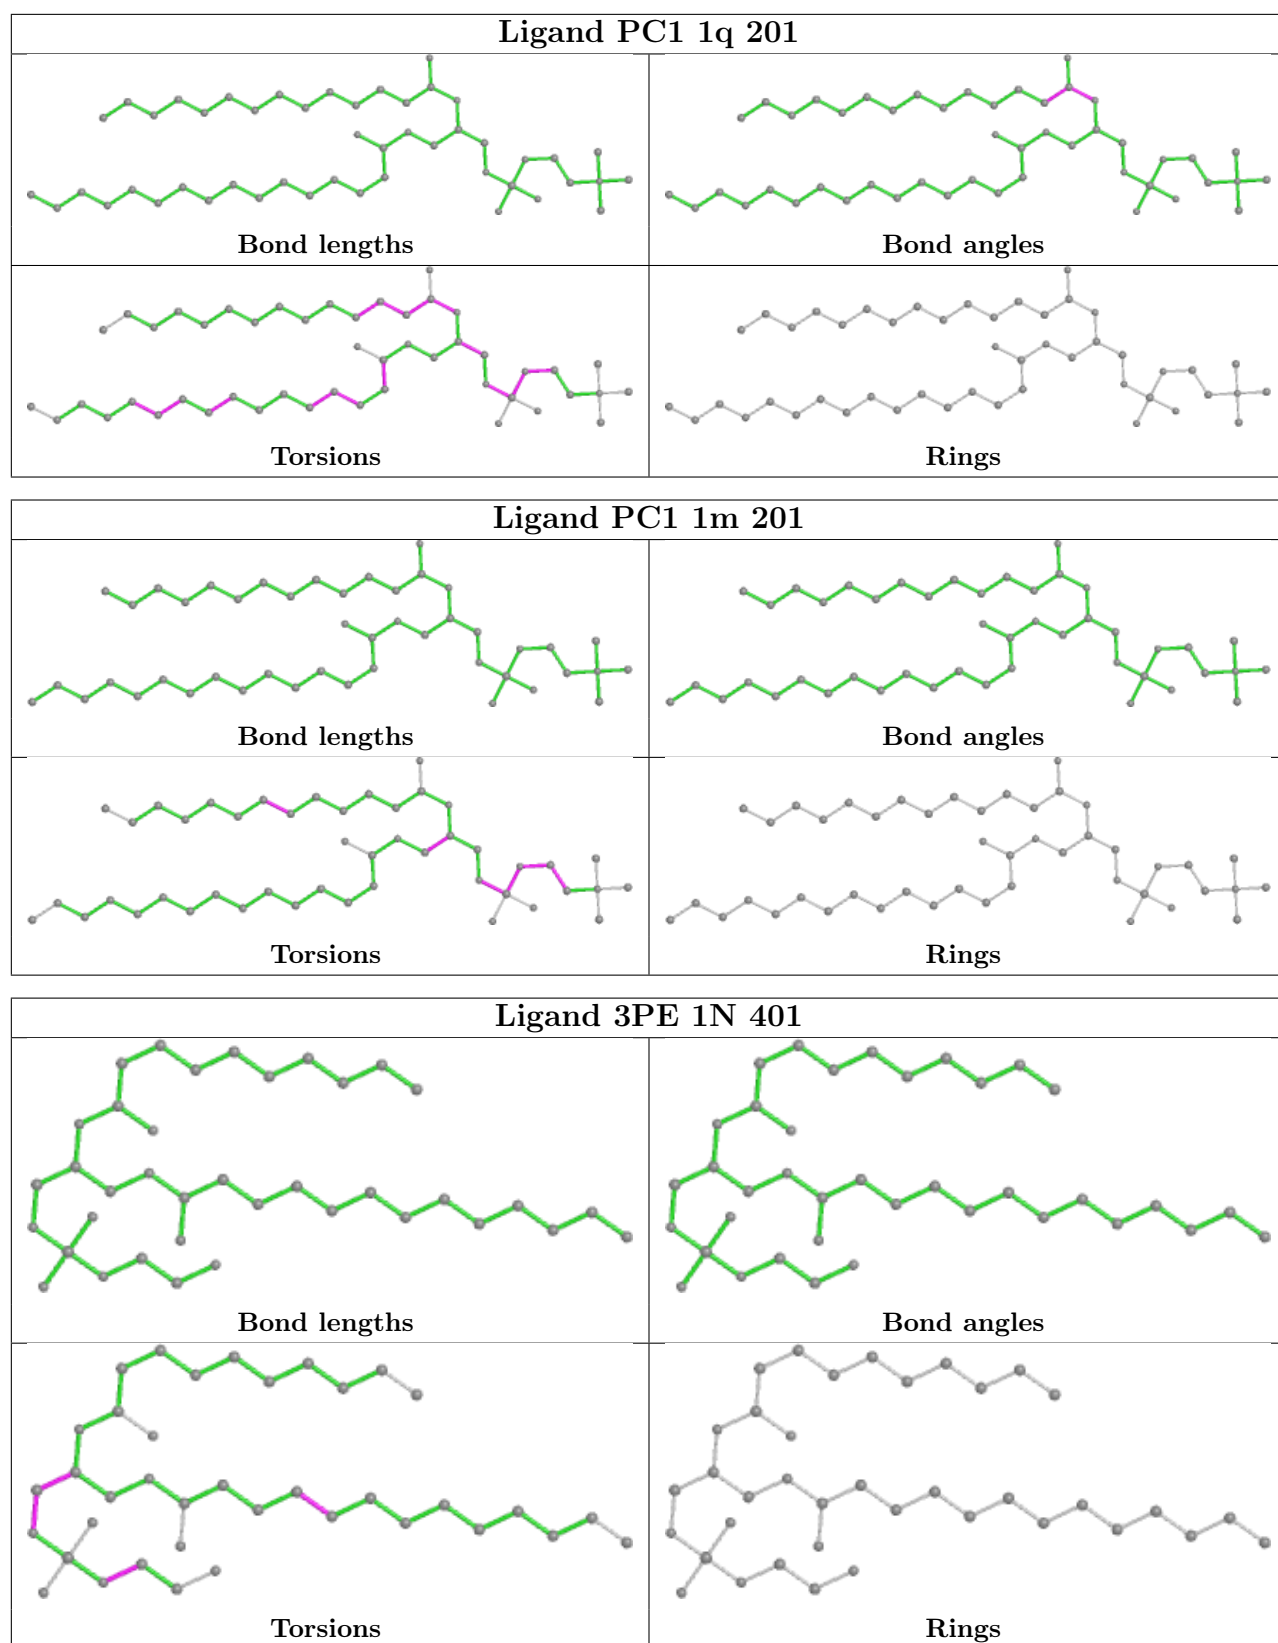 Ligand PC1 1q 201
Bond lengths
Bond angles
Torsions
Rings
Ligand PC1 1m 201
Bond lengths
Bond angles
Torsions
Rings
Ligand 3PE 1N 401
Bond lengths
Bond angles
Torsions
Rings